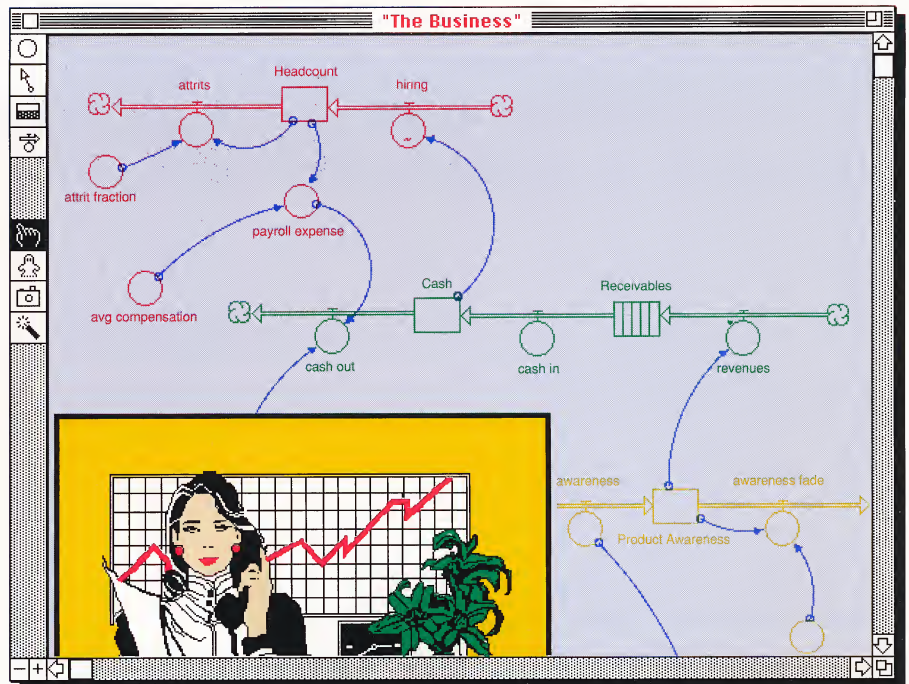 "The Business"
Headcount
attrits
hiring
attrit fraction
payroll expense
avg compensation
Cash
Receivables
cash out
cash in
revenues
awareness
awareness fade
Product Awareness